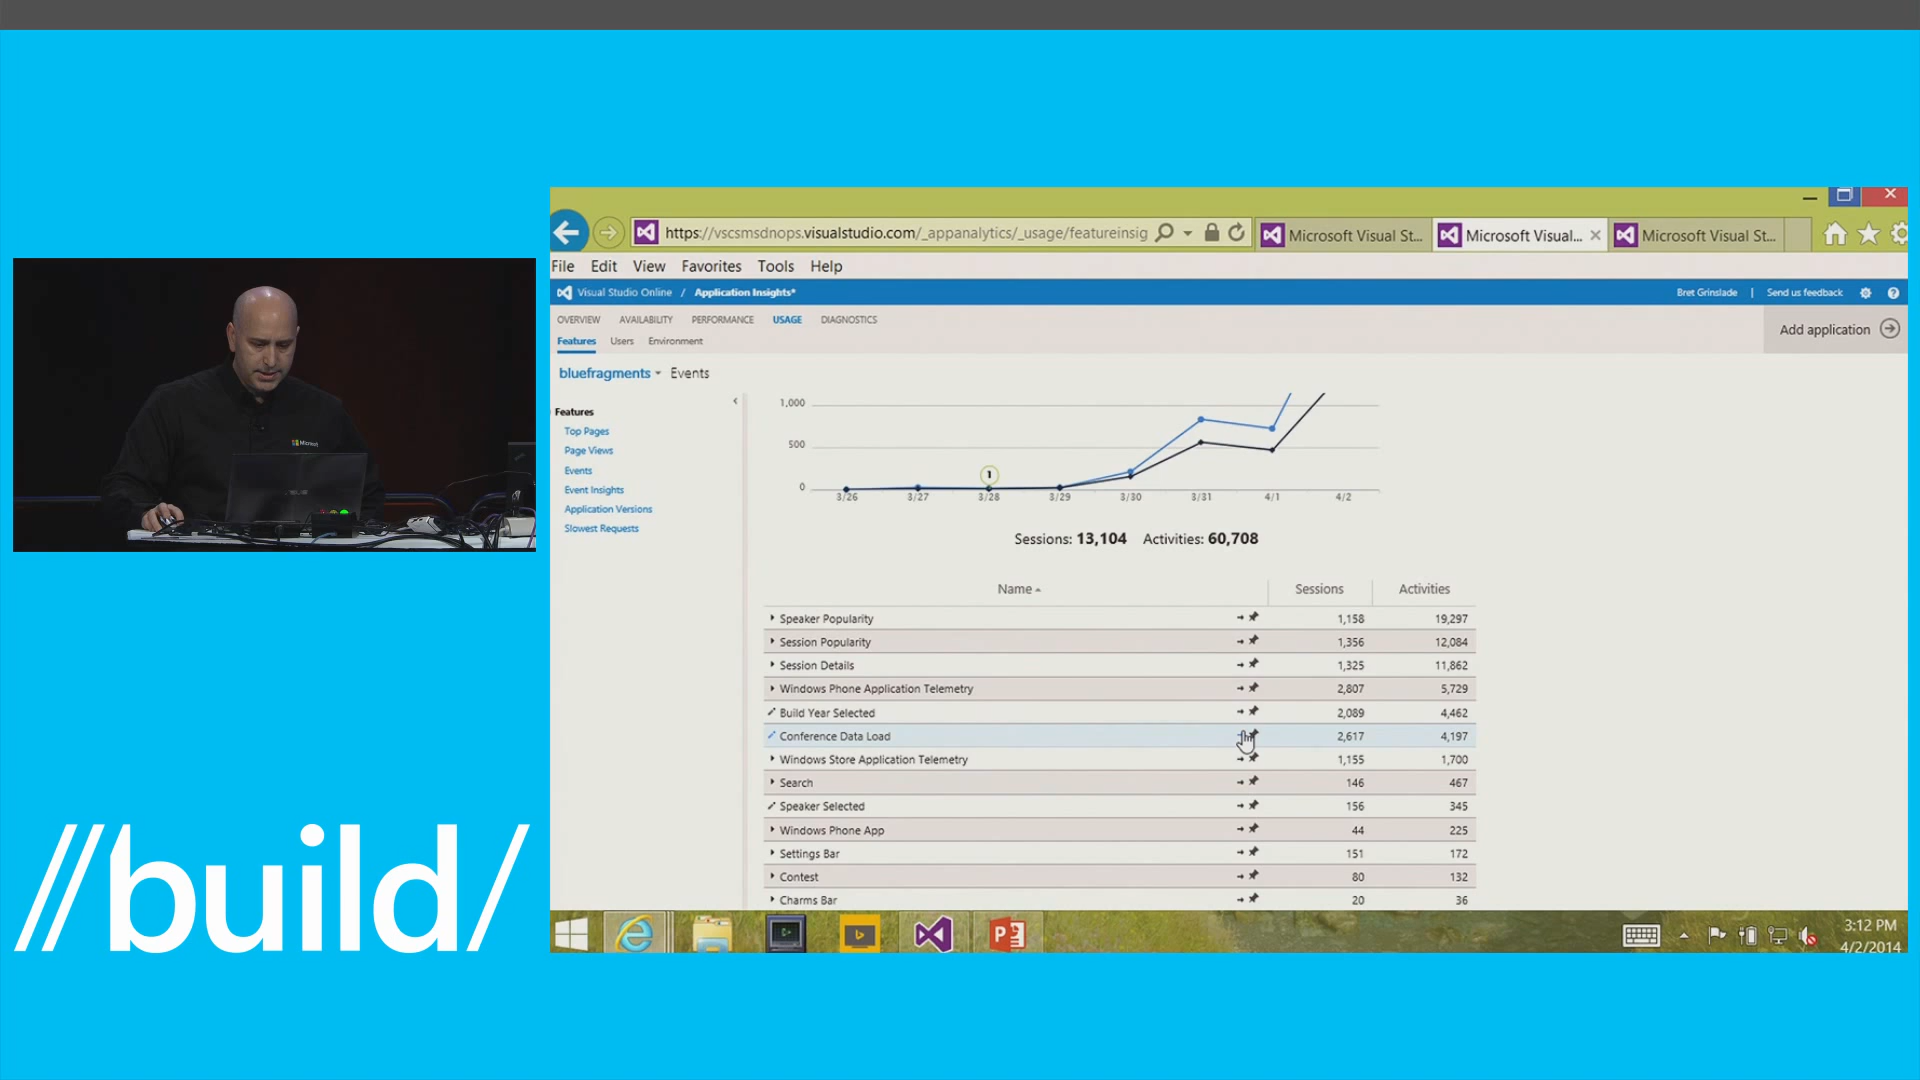 https://vscsmsdnops.visualstudio.com/_appanalytics/_usage/featureinsig
Microsoft Visual St...
Microsoft Visual...
Microsoft Visual St...
File Edit View Favorites Tools Help
Visual Studio Online / Application Insights*
Bret Grinslade | Send us feedback
OVERVIEW AVAILABILITY PERFORMANCE USAGE DIAGNOSTICS
Add application
Features Users Environment
bluefragments Events
Features
Top Pages
Page Views
Events
Event Insights
Application Versions
Slowest Requests
1,000
500
0
1
3/26 3/27 3/28 3/29 3/30 3/31 4/1 4/2
Sessions: 13,104 Activities: 60,708
Name Sessions Activities
Speaker Popularity 1,158 19,297
Session Popularity 1,356 12,084
Session Details 1,325 11,862
Windows Phone Application Telemetry 2,807 5,729
Build Year Selected 2,089 4,462
Conference Data Load 2,617 4,197
Windows Store Application Telemetry 1,155 1,700
Search 146 467
Speaker Selected 156 345
Windows Phone App 44 225
Settings Bar 151 172
Contest 80 132
Charms Bar 20 36
3:12 PM
4/2/2014
Microsoft
//build/